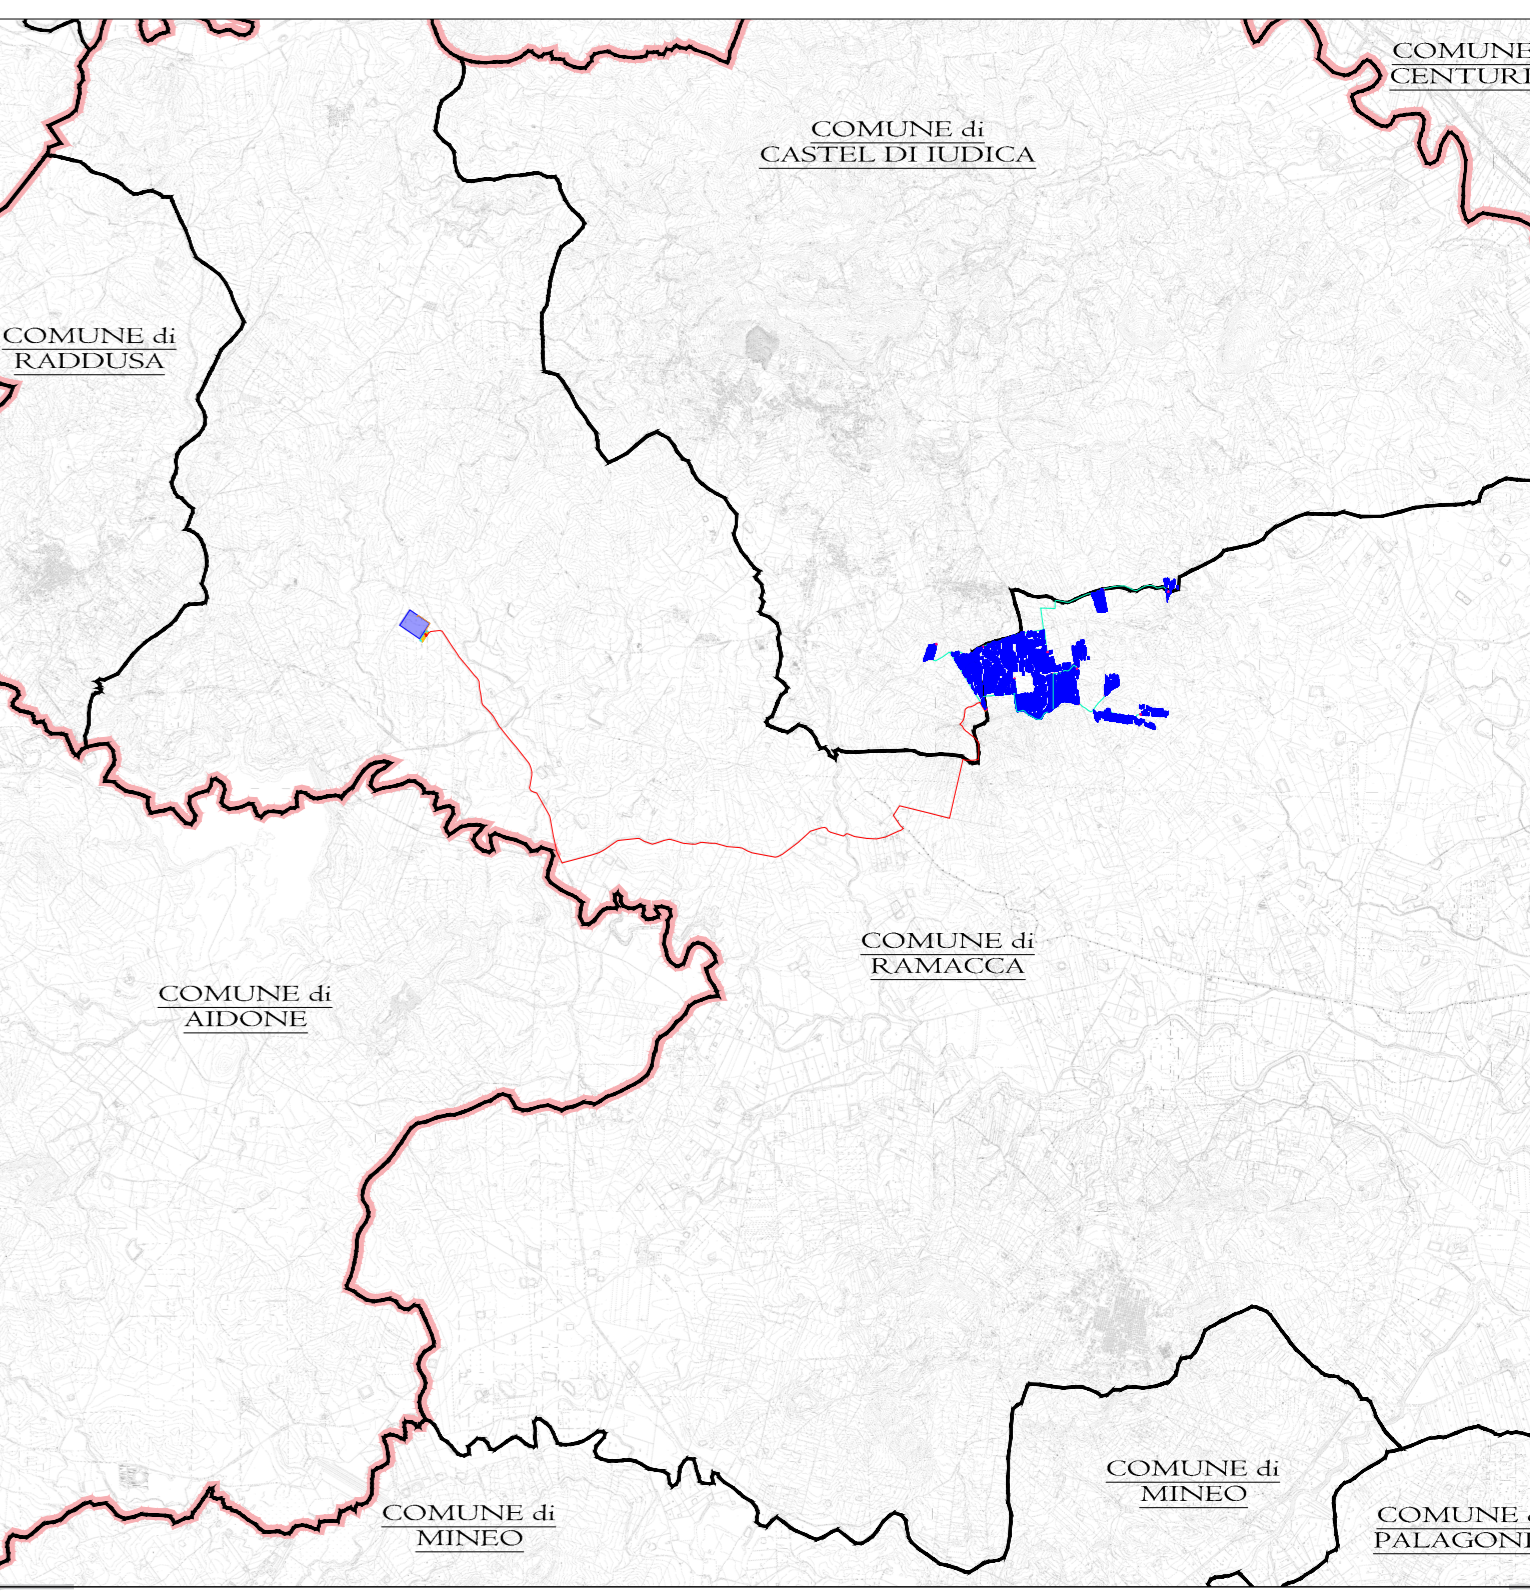 COMUNE
CENTURI
COMUNE di
CASTEL DI IUDICA
COMUNE di
RADDUSA
COMUNE di
RAMACCA
COMUNE di
AIDONE
COMUNE di
MINEO
COMUNE di
MINEO
COMUNE
PALAGONI